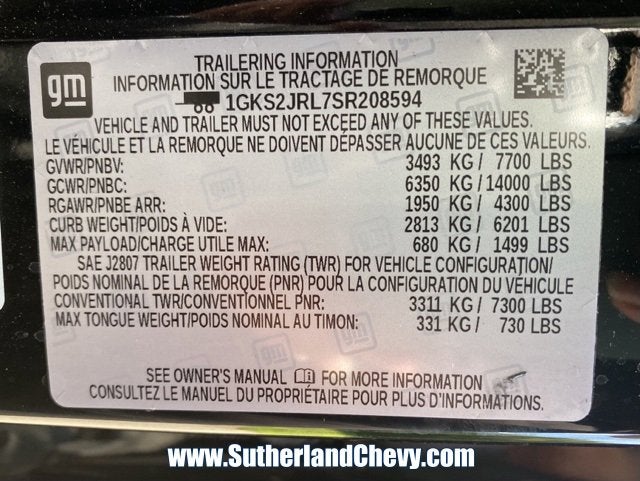 gm
TRAILERING INFORMATION
INFORMATION SUR LE TRACTAGE DE REMORQUE
1GKS2JRL7SR208594
VEHICLE AND TRAILER MUST NOT EXCEED ANY OF THESE VALUES.
LE VÉHICULE ET LA REMORQUE NE DOIVENT DÉPASSER AUCUNE DE CES VALEURS.
GVWR/PNBV: 3493 KG / 7700 LBS
GCWR/PNBC: 6350 KG / 14000 LBS
RGAWR/PNBE ARR: 1950 KG / 4300 LBS
CURB WEIGHT/POIDS À VIDE: 2813 KG / 6201 LBS
MAX PAYLOAD/CHARGE UTILE MAX: 680 KG / 1499 LBS
SAE J2807 TRAILER WEIGHT RATING (TWR) FOR VEHICLE CONFIGURATION/
POIDS NOMINAL DE LA REMORQUE (PNR) POUR LA CONFIGURATION DU VÉHICULE
CONVENTIONAL TWR/CONVENTIONNEL PNR: 3311 KG / 7300 LBS
MAX TONGUE WEIGHT/POIDS NOMINAL AU TIMON: 331 KG / 730 LBS
SEE OWNER'S MANUAL FOR MORE INFORMATION
CONSULTEZ LE MANUEL DU PROPRIÉTAIRE POUR PLUS D'INFORMATIONS.
www.SutherlandChevy.com